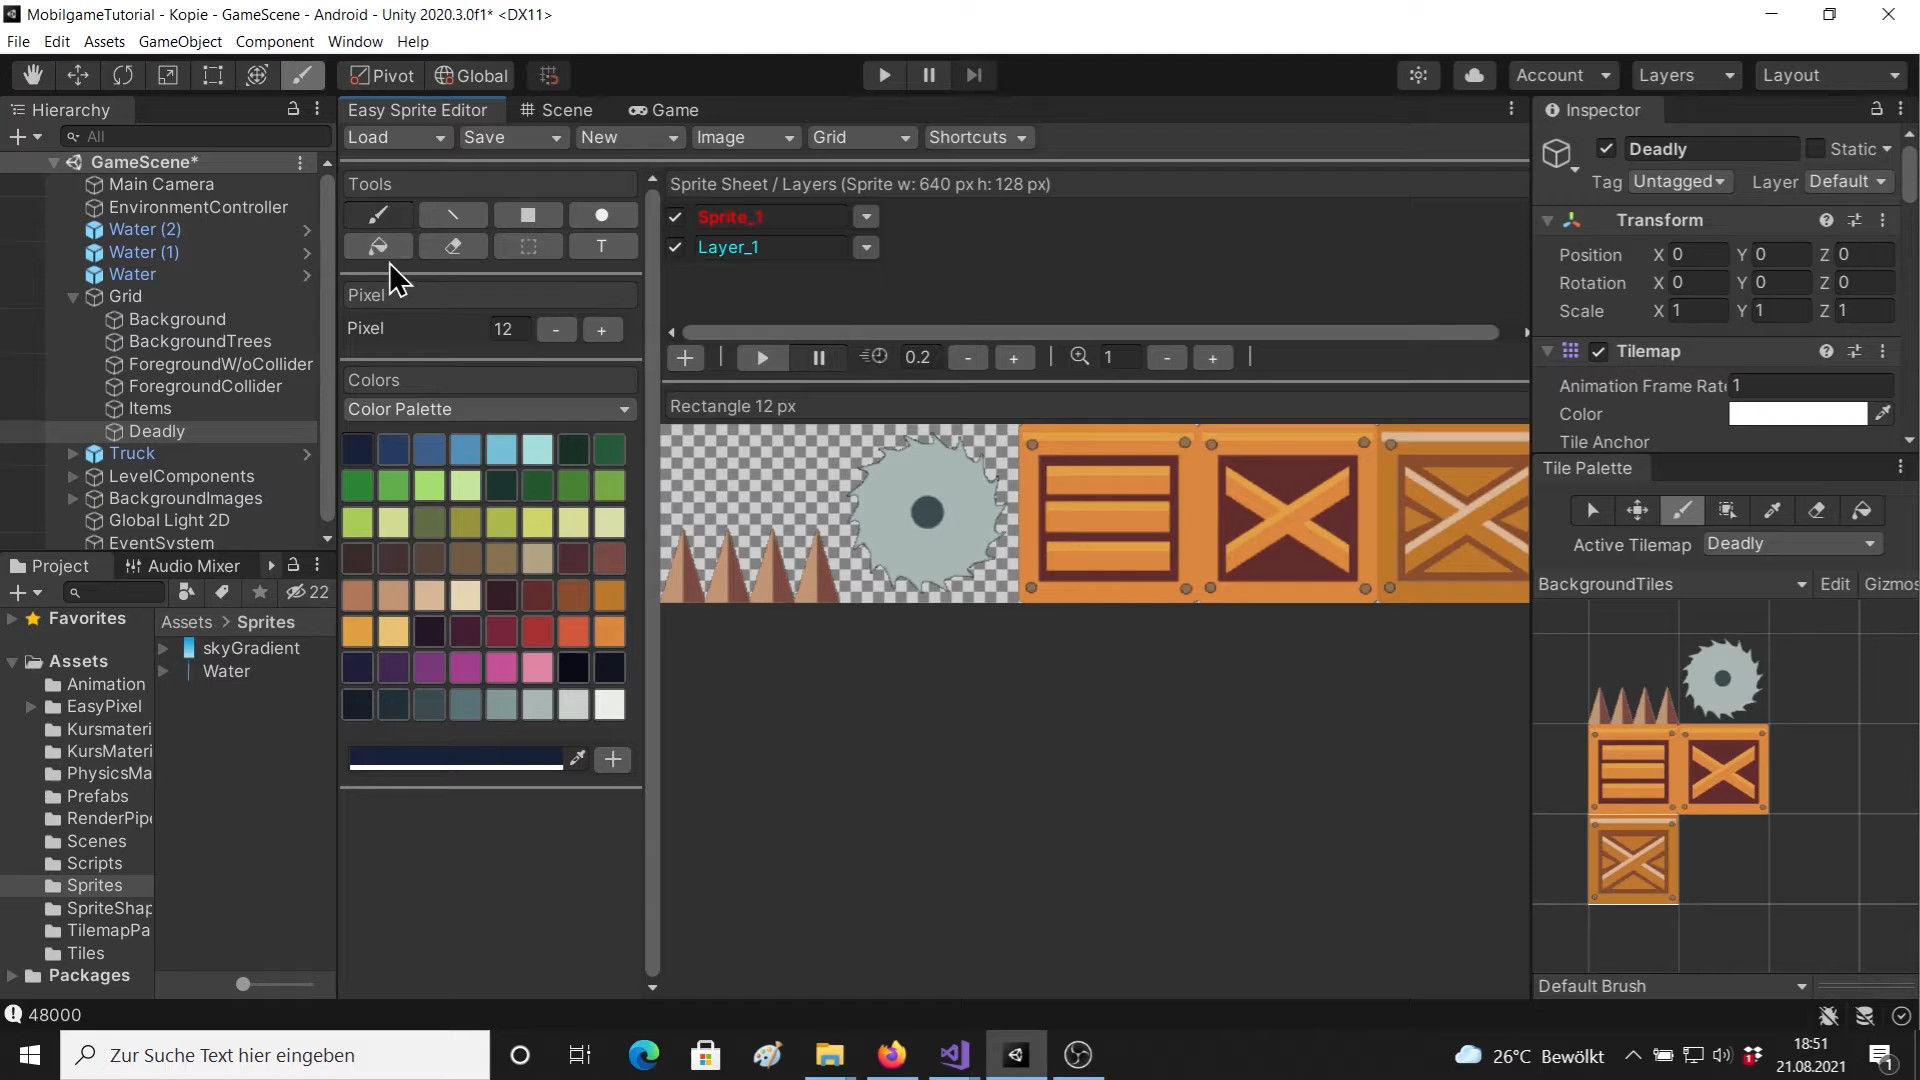 MobilgameTutorial - Kopie - GameScene - Android - Unity 2020.3.0f1* <DX11>
File Edit Assets GameObject Component Window Help
Pivot Global Account Layers Layout
Hierarchy
All
GameScene*
Main Camera
EnvironmentController
Water (2)
Water (1)
Water
Grid
Background
BackgroundTrees
ForegroundW/oCollider
ForegroundCollider
Items
Deadly
Truck
LevelComponents
BackgroundImages
Global Light 2D
EventSystem
Project Audio Mixer
22
Favorites
Assets
Animation
EasyPixel
Kursmateri
KursMateri
PhysicsMa
Prefabs
RenderPipe
Scenes
Scripts
Sprites
SpriteShap
TilemapPa
Tiles
Packages
Assets > Sprites
skyGradient
Water
Easy Sprite Editor Scene Game
Load Save New Image Grid Shortcuts
Tools
T
Pixel
Pixel 12 - +
Colors
Color Palette
Sprite Sheet / Layers (Sprite w: 640 px h: 128 px)
Sprite_1
Layer_1
0.2 - + 1 - +
Rectangle 12 px
Inspector
Deadly Static
Tag Untagged Layer Default
Transform
Position X 0 Y 0 Z 0
Rotation X 0 Y 0 Z 0
Scale X 1 Y 1 Z 1
Tilemap
Animation Frame Rat 1
Color
Tile Anchor
Tile Palette
Active Tilemap Deadly
BackgroundTiles Edit Gizmos
Default Brush
48000
Zur Suche Text hier eingeben
26°C Bewölkt
18:51
21.08.2021
1